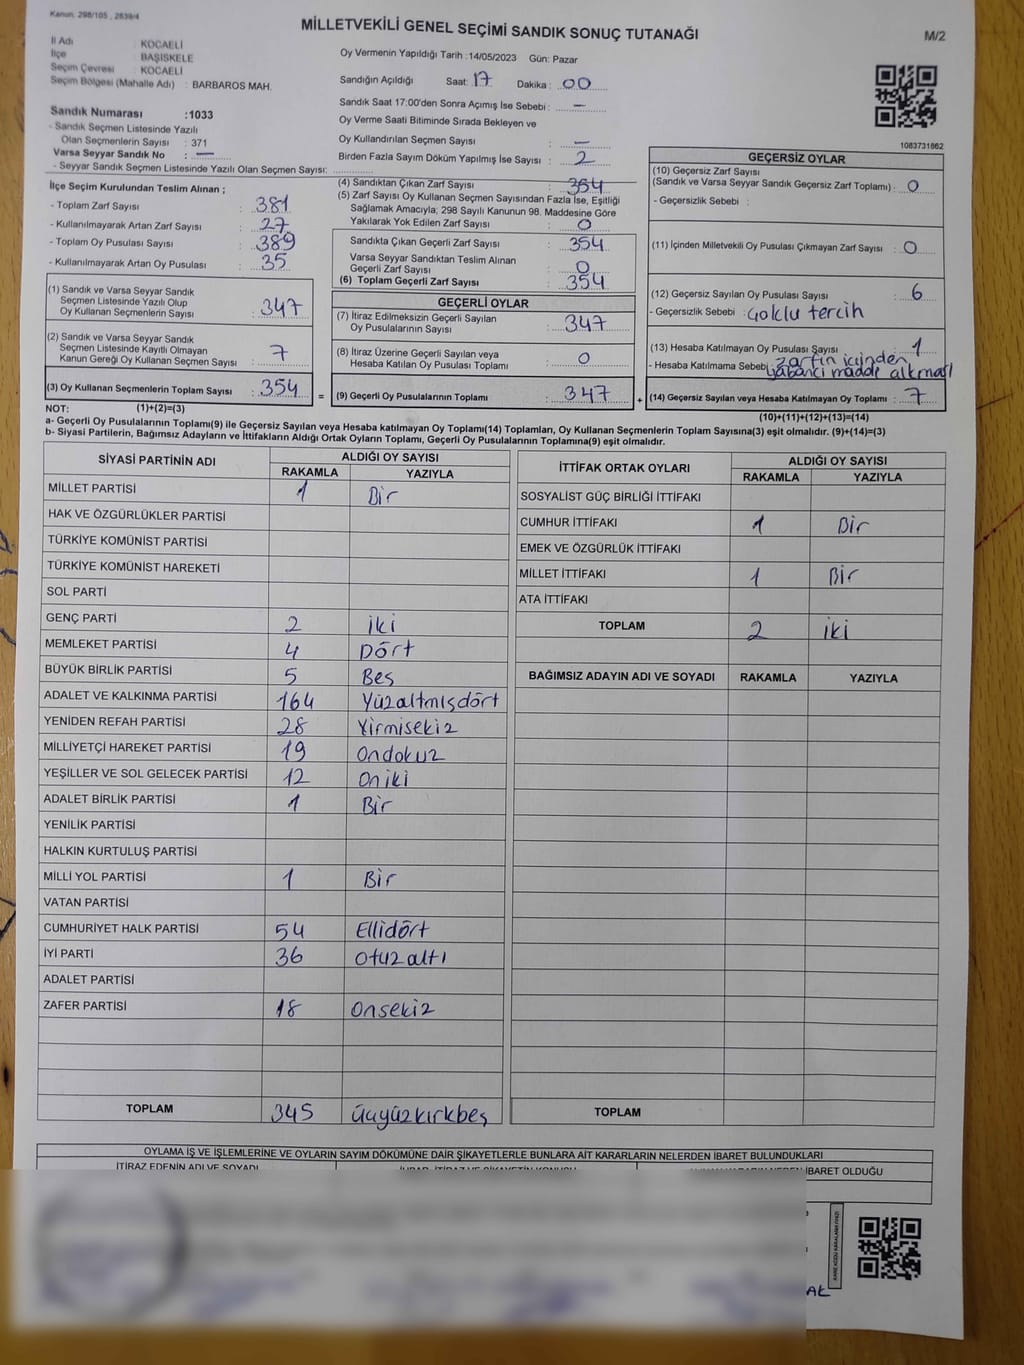 Kanun: 298/105 , 2839/4
MİLLETVEKİLİ GENEL SEÇİMİ SANDIK SONUÇ TUTANAĞI
M/2
İl Adı : KOCAELİ
İlçe : BAŞİSKELE
Seçim Çevresi : KOCAELİ
Seçim Bölgesi (Mahalle Adı) : BARBAROS MAH.
Sandık Numarası :1033
- Sandık Seçmen Listesinde Yazılı
Olan Seçmenlerin Sayısı : 371
Varsa Seyyar Sandık No : —
- Seyyar Sandık Seçmen Listesinde Yazılı Olan Seçmen Sayısı:
Oy Vermenin Yapıldığı Tarih :14/05/2023 Gün: Pazar
Sandığın Açıldığı Saat: 17 Dakika : 00
Sandık Saat 17:00'den Sonra Açımış İse Sebebi : —
Oy Verme Saati Bitiminde Sırada Bekleyen ve
Oy Kullandırılan Seçmen Sayısı : —
Birden Fazla Sayım Döküm Yapılmış İse Sayısı : 2
1083731862
İlçe Seçim Kurulundan Teslim Alınan ;
- Toplam Zarf Sayısı : 381
- Kullanılmayarak Artan Zarf Sayısı : 27
- Toplam Oy Pusulası Sayısı : 389
- Kullanılmayarak Artan Oy Pusulası : 35
(1) Sandık ve Varsa Seyyar Sandık
Seçmen Listesinde Yazılı Olup
Oy Kullanan Seçmenlerin Sayısı : 347
(2) Sandık ve Varsa Seyyar Sandık
Seçmen Listesinde Kayıtlı Olmayan
Kanun Gereği Oy Kullanan Seçmen Sayısı : 7
(3) Oy Kullanan Seçmenlerin Toplam Sayısı : 354
(4) Sandıktan Çıkan Zarf Sayısı : 354
(5) Zarf Sayısı Oy Kullanan Seçmen Sayısından Fazla İse, Eşitliği
Sağlamak Amacıyla; 298 Sayılı Kanunun 98. Maddesine Göre
Yakılarak Yok Edilen Zarf Sayısı : 0
Sandıkta Çıkan Geçerli Zarf Sayısı : 354
Varsa Seyyar Sandıktan Teslim Alınan
Geçerli Zarf Sayısı : 0
(6) Toplam Geçerli Zarf Sayısı : 354
GEÇERLİ OYLAR
(7) İtiraz Edilmeksizin Geçerli Sayılan
Oy Pusulalarının Sayısı : 347
(8) İtiraz Üzerine Geçerli Sayılan veya
Hesaba Katılan Oy Pusulası Toplamı : 0
= (9) Geçerli Oy Pusulalarının Toplamı : 347 +
GEÇERSİZ OYLAR
(10) Geçersiz Zarf Sayısı
(Sandık ve Varsa Seyyar Sandık Geçersiz Zarf Toplamı) : 0
- Geçersizlik Sebebi :
(11) İçinden Milletvekili Oy Pusulası Çıkmayan Zarf Sayısı : 0
(12) Geçersiz Sayılan Oy Pusulası Sayısı : 6
- Geçersizlik Sebebi : Çoklu tercih
(13) Hesaba Katılmayan Oy Pusulası Sayısı : 1
- Hesaba Katılmama Sebebi : zarfın içinden
yabancı madde
(14) Geçersiz Sayılan veya Hesaba Katılmayan Oy Toplamı : 7
NOT: (1)+(2)=(3) (10)+(11)+(12)+(13)=(14)
a- Geçerli Oy Pusulalarının Toplamı(9) ile Geçersiz Sayılan veya Hesaba Katılmayan Oy Toplamı(14) Toplamları, Oy Kullanan Seçmenlerin Toplam Sayısına(3) eşit olmalıdır. (9)+(14)=(3)
b- Siyasi Partilerin, Bağımsız Adayların ve İttifakların Aldığı Ortak Oyların Toplamı, Geçerli Oy Pusulalarının Toplamına(9) eşit olmalıdır.
SİYASİ PARTİNİN ADI ALDIĞI OY SAYISI
RAKAMLA YAZIYLA
MİLLET PARTİSİ 1 Bir
HAK VE ÖZGÜRLÜKLER PARTİSİ
TÜRKİYE KOMÜNİST PARTİSİ
TÜRKİYE KOMÜNİST HAREKETİ
SOL PARTİ
GENÇ PARTİ 2 iki
MEMLEKET PARTİSİ 4 Dört
BÜYÜK BİRLİK PARTİSİ 5 Beş
ADALET VE KALKINMA PARTİSİ 164 Yüzaltmışdört
YENİDEN REFAH PARTİSİ 28 Yirmisekiz
MİLLİYETÇİ HAREKET PARTİSİ 19 Ondokuz
YEŞİLLER VE SOL GELECEK PARTİSİ 12 Oniki
ADALET BİRLİK PARTİSİ 1 Bir
YENİLİK PARTİSİ
HALKIN KURTULUŞ PARTİSİ
MİLLİ YOL PARTİSİ 1 Bir
VATAN PARTİSİ
CUMHURİYET HALK PARTİSİ 54 Ellidört
İYİ PARTİ 36 Otuzaltı
ADALET PARTİSİ
ZAFER PARTİSİ 18 Onsekiz
TOPLAM 345 üçyüzkırkbeş
İTTİFAK ORTAK OYLARI ALDIĞI OY SAYISI
RAKAMLA YAZIYLA
SOSYALİST GÜÇ BİRLİĞİ İTTİFAKI
CUMHUR İTTİFAKI 1 Bir
EMEK VE ÖZGÜRLÜK İTTİFAKI
MİLLET İTTİFAKI 1 Bir
ATA İTTİFAKI
TOPLAM 2 iki
BAĞIMSIZ ADAYIN ADI VE SOYADI RAKAMLA YAZIYLA
TOPLAM
OYLAMA İŞ VE İŞLEMLERİNE VE OYLARIN SAYIM DÖKÜMÜNE DAİR ŞİKAYETLERLE BUNLARA AİT KARARLARIN NELERDEN İBARET BULUNDUKLARI
İTİRAZ EDENİN ADI VE SOYADI
İBARET OLDUĞU